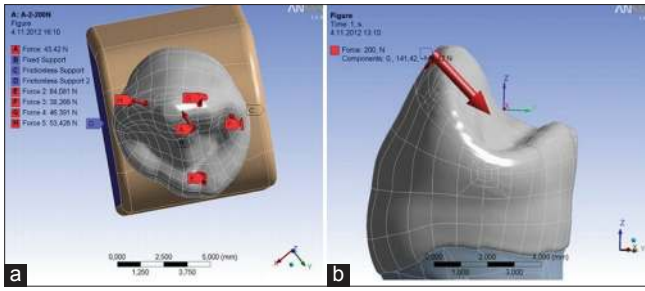 A: A-2-200N
Figure
4.11.2012 16:10
A Force: 43,42 N
B Fixed Support
C Frictionless Support
D Frictionless Support 2
E Force 2: 84,081 N
F Force 3: 38,268 N
G Force 4: 46,391 N
H Force 5: 53,428 N
AN
C
D
0,000 2,500 5,000 (mm)
1,250 3,750
Z
X
Y
a
Figure
Time: 1, s
4.11.2012 13:10
Force: 200, N
Components: 0, 141,42,
AN
Z
0,000 2,000 4,000 (mm)
1,000 3,000
Z
X
b